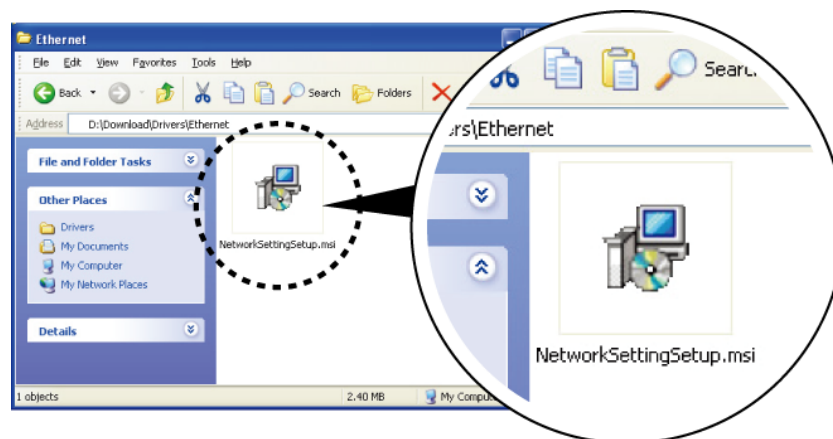 Ethernet
File Edit View Favorites Tools Help
Back Search Folders
Address D:\Download\Drivers\Ethernet
File and Folder Tasks
Other Places
Drivers
My Documents
My Computer
My Network Places
Details
NetworkSettingSetup.msi
1 objects 2.40 MB My Comput
Searc
ers\Ethernet
NetworkSettingSetup.msi